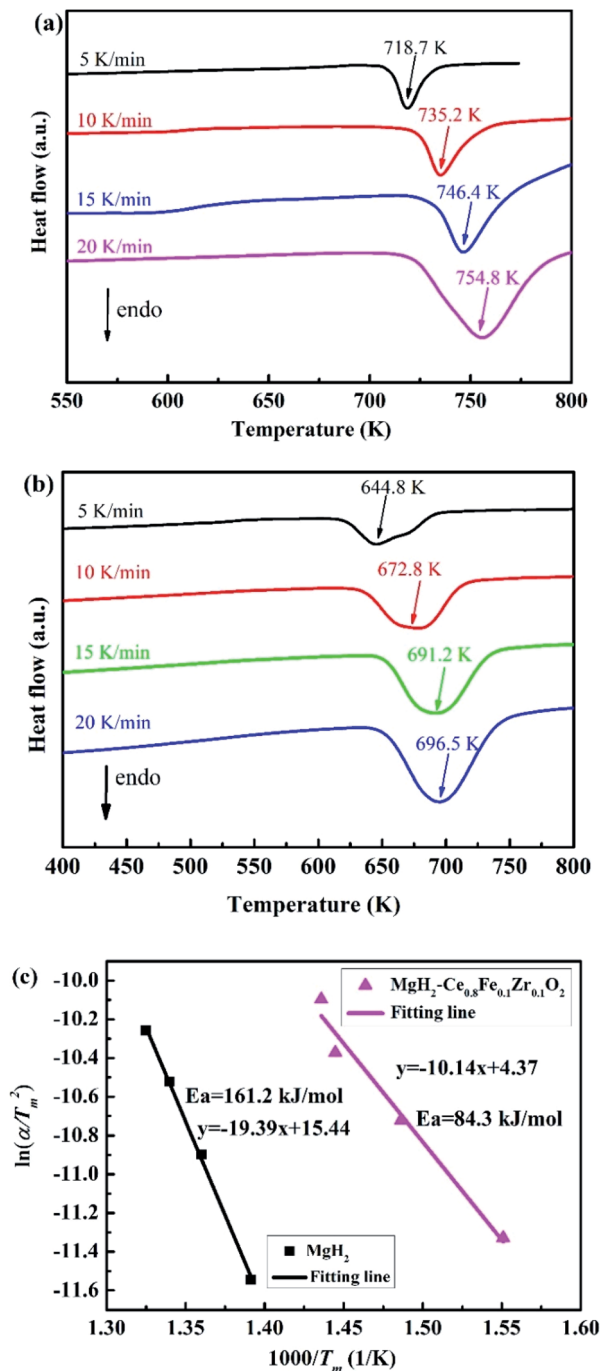 (a)
718.7 K
5 K/min
10 K/min
735.2 K
15 K/min
746.4 K
20 K/min
754.8 K
endo
Heat flow (a.u.)
550 600 650 700 750 800
Temperature (K)
(b)
644.8 K
5 K/min
10 K/min
672.8 K
15 K/min
691.2 K
20 K/min
696.5 K
endo
Heat flow (a.u.)
400 450 500 550 600 650 700 750 800
Temperature (K)
(c)
-10.0
-10.2
-10.4
-10.6
-10.8
-11.0
-11.2
-11.4
-11.6
ln(α/Tₘ²)
MgH₂-Ce₀.₈Fe₀.₁Zr₀.₁O₂
Fitting line
y=-10.14x+4.37
Ea=161.2 kJ/mol
Ea=84.3 kJ/mol
y=-19.39x+15.44
MgH₂
Fitting line
1.30 1.35 1.40 1.45 1.50 1.55 1.60
1000/Tₘ (1/K)